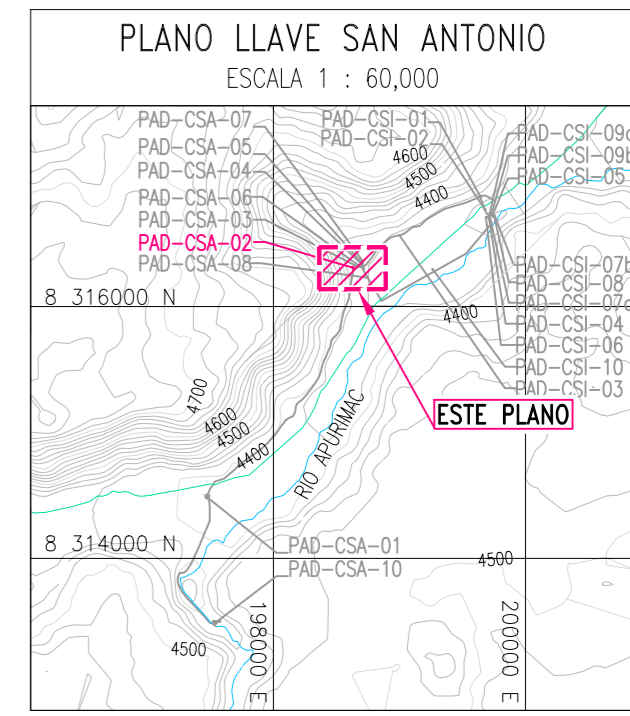 PLANO LLAVE SAN ANTONIO
ESCALA 1 : 60,000
PAD-CSA-07
PAD-CSA-05
PAD-CSA-04
PAD-CSA-06
PAD-CSA-03
PAD-CSA-02
PAD-CSA-08
PAD-CSI-01
PAD-CSI-02
4600
4500
4400
PAD-CSI-09
PAD-CSI-09b
PAD-CSI-05
8 316000 N
PAD-CSI-07b
PAD-CSI-08
PAD-CSI-07
PAD-CSI-04
PAD-CSI-06
PAD-CSI-10
PAD-CSI-03
4400
ESTE PLANO
4700
4600
4500
4400
RIO APURIMAC
8 314000 N
PAD-CSA-01
PAD-CSA-10
4500
4500
198000 E
200000 E